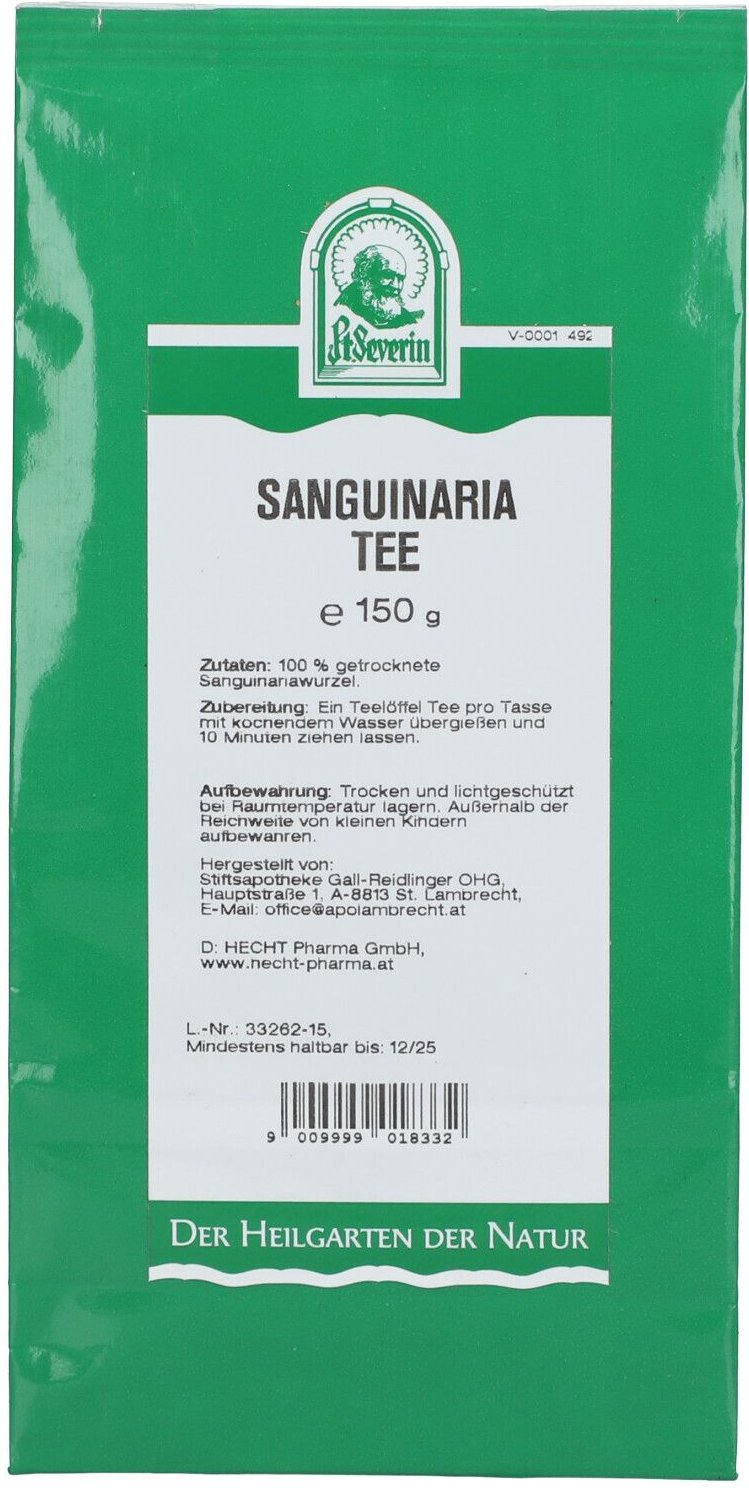 St.Severin
V-0001 492
SANGUINARIA
TEE
℮ 150 g
Zutaten: 100 % getrocknete
Sanguinariawurzel.
Zubereitung: Ein Teelöffel Tee pro Tasse
mit kochendem Wasser übergießen und
10 Minuten ziehen lassen.
Aufbewahrung: Trocken und lichtgeschützt
bei Raumtemperatur lagern. Außerhalb der
Reichweite von kleinen Kindern
aufbewahren.
Hergestellt von:
Stiftsapotheke Gall-Reidlinger OHG,
Hauptstraße 1, A-8813 St. Lambrecht,
E-Mail: office@apolambrecht.at
D: HECHT Pharma GmbH,
www.hecht-pharma.at
L.-Nr.: 33262-15,
Mindestens haltbar bis: 12/25
9 009999 018332
DER HEILGARTEN DER NATUR